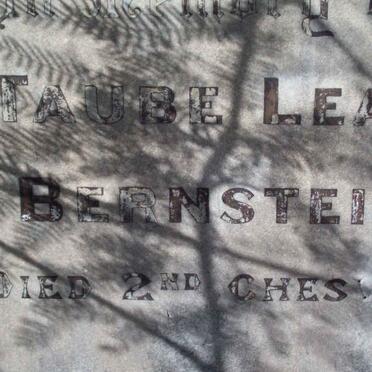 TAUBE LEA
BERNSTEI
DIED 2ND CHESV